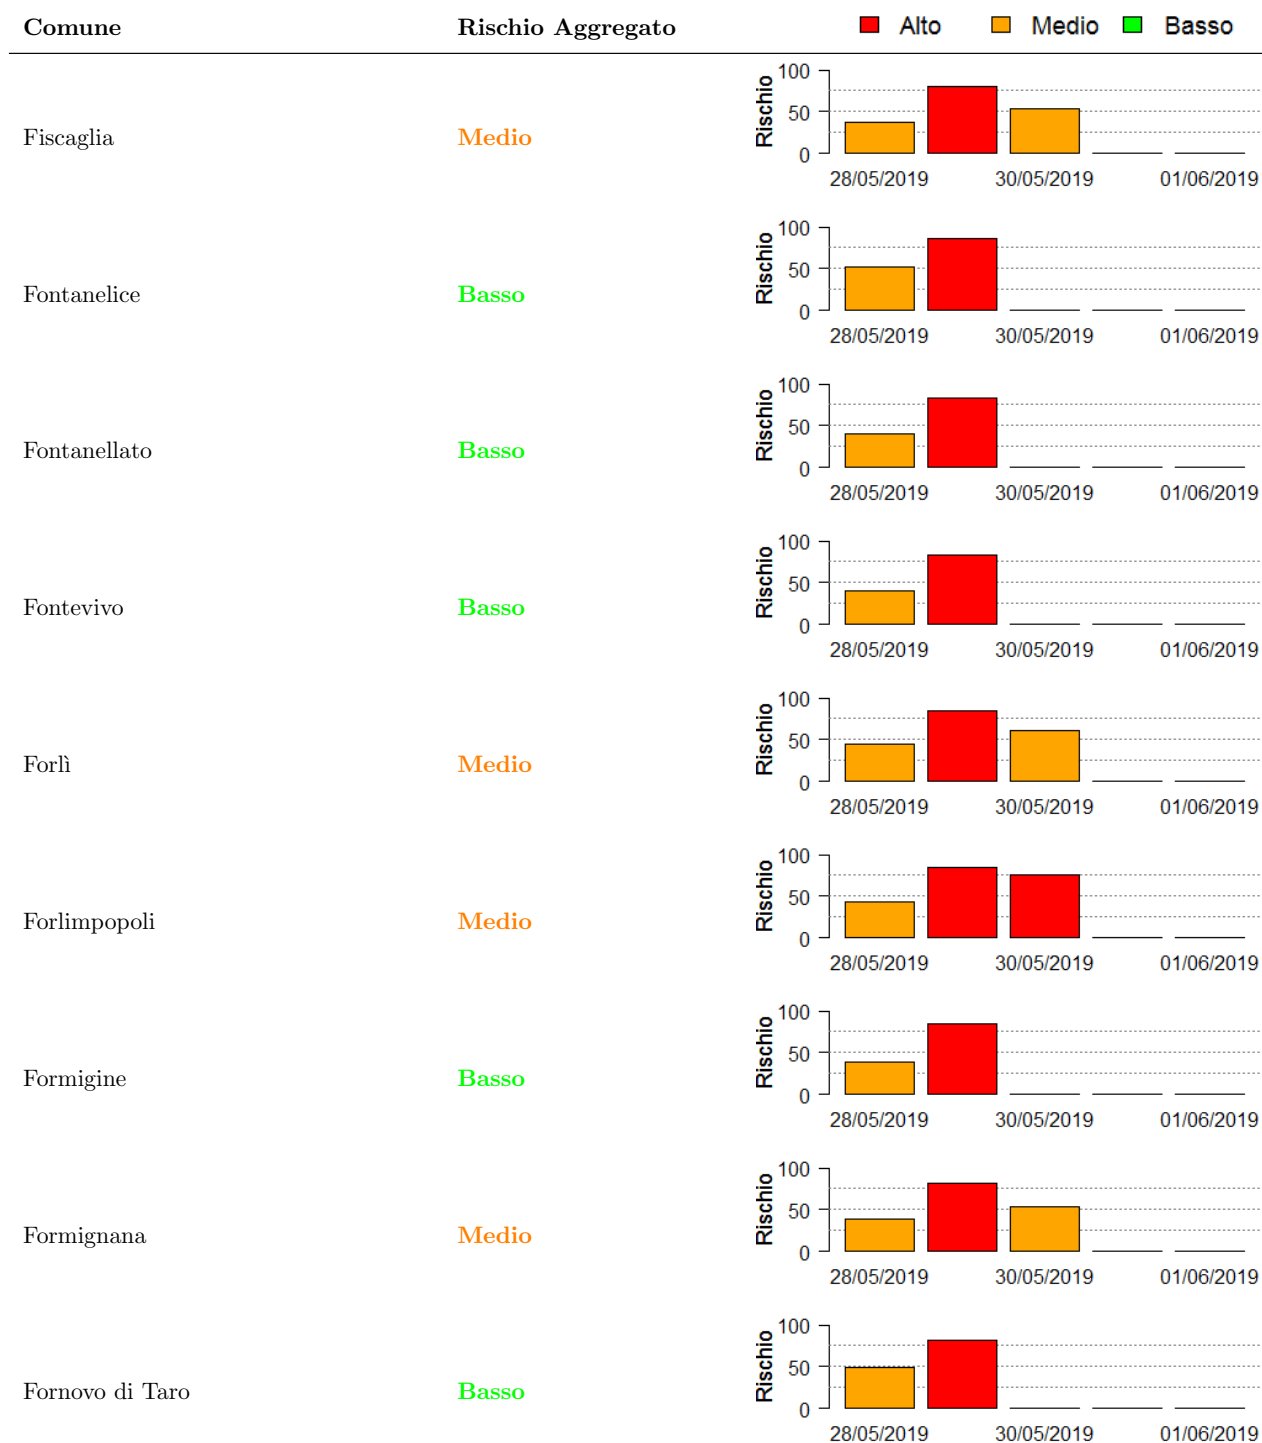 Comune Rischio Aggregato Alto Medio Basso
Fiscaglia Medio
Rischio
100
50
0
28/05/2019 30/05/2019 01/06/2019
Fontanelice Basso
Rischio
100
50
0
28/05/2019 30/05/2019 01/06/2019
Fontanellato Basso
Rischio
100
50
0
28/05/2019 30/05/2019 01/06/2019
Fontevivo Basso
Rischio
100
50
0
28/05/2019 30/05/2019 01/06/2019
Forlì Medio
Rischio
100
50
0
28/05/2019 30/05/2019 01/06/2019
Forlimpopoli Medio
Rischio
100
50
0
28/05/2019 30/05/2019 01/06/2019
Formigine Basso
Rischio
100
50
0
28/05/2019 30/05/2019 01/06/2019
Formignana Medio
Rischio
100
50
0
28/05/2019 30/05/2019 01/06/2019
Fornovo di Taro Basso
Rischio
100
50
0
28/05/2019 30/05/2019 01/06/2019